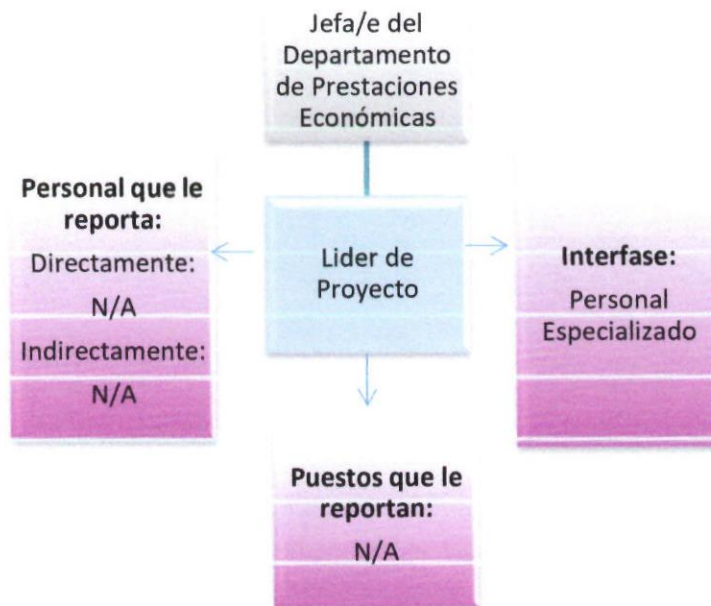 Jefa/e del
Departamento
de Prestaciones
Económicas
Personal que le
reporta:
Directamente:
N/A
Indirectamente:
N/A
Lider de
Proyecto
Interfase:
Personal
Especializado
Puestos que le
reportan:
N/A